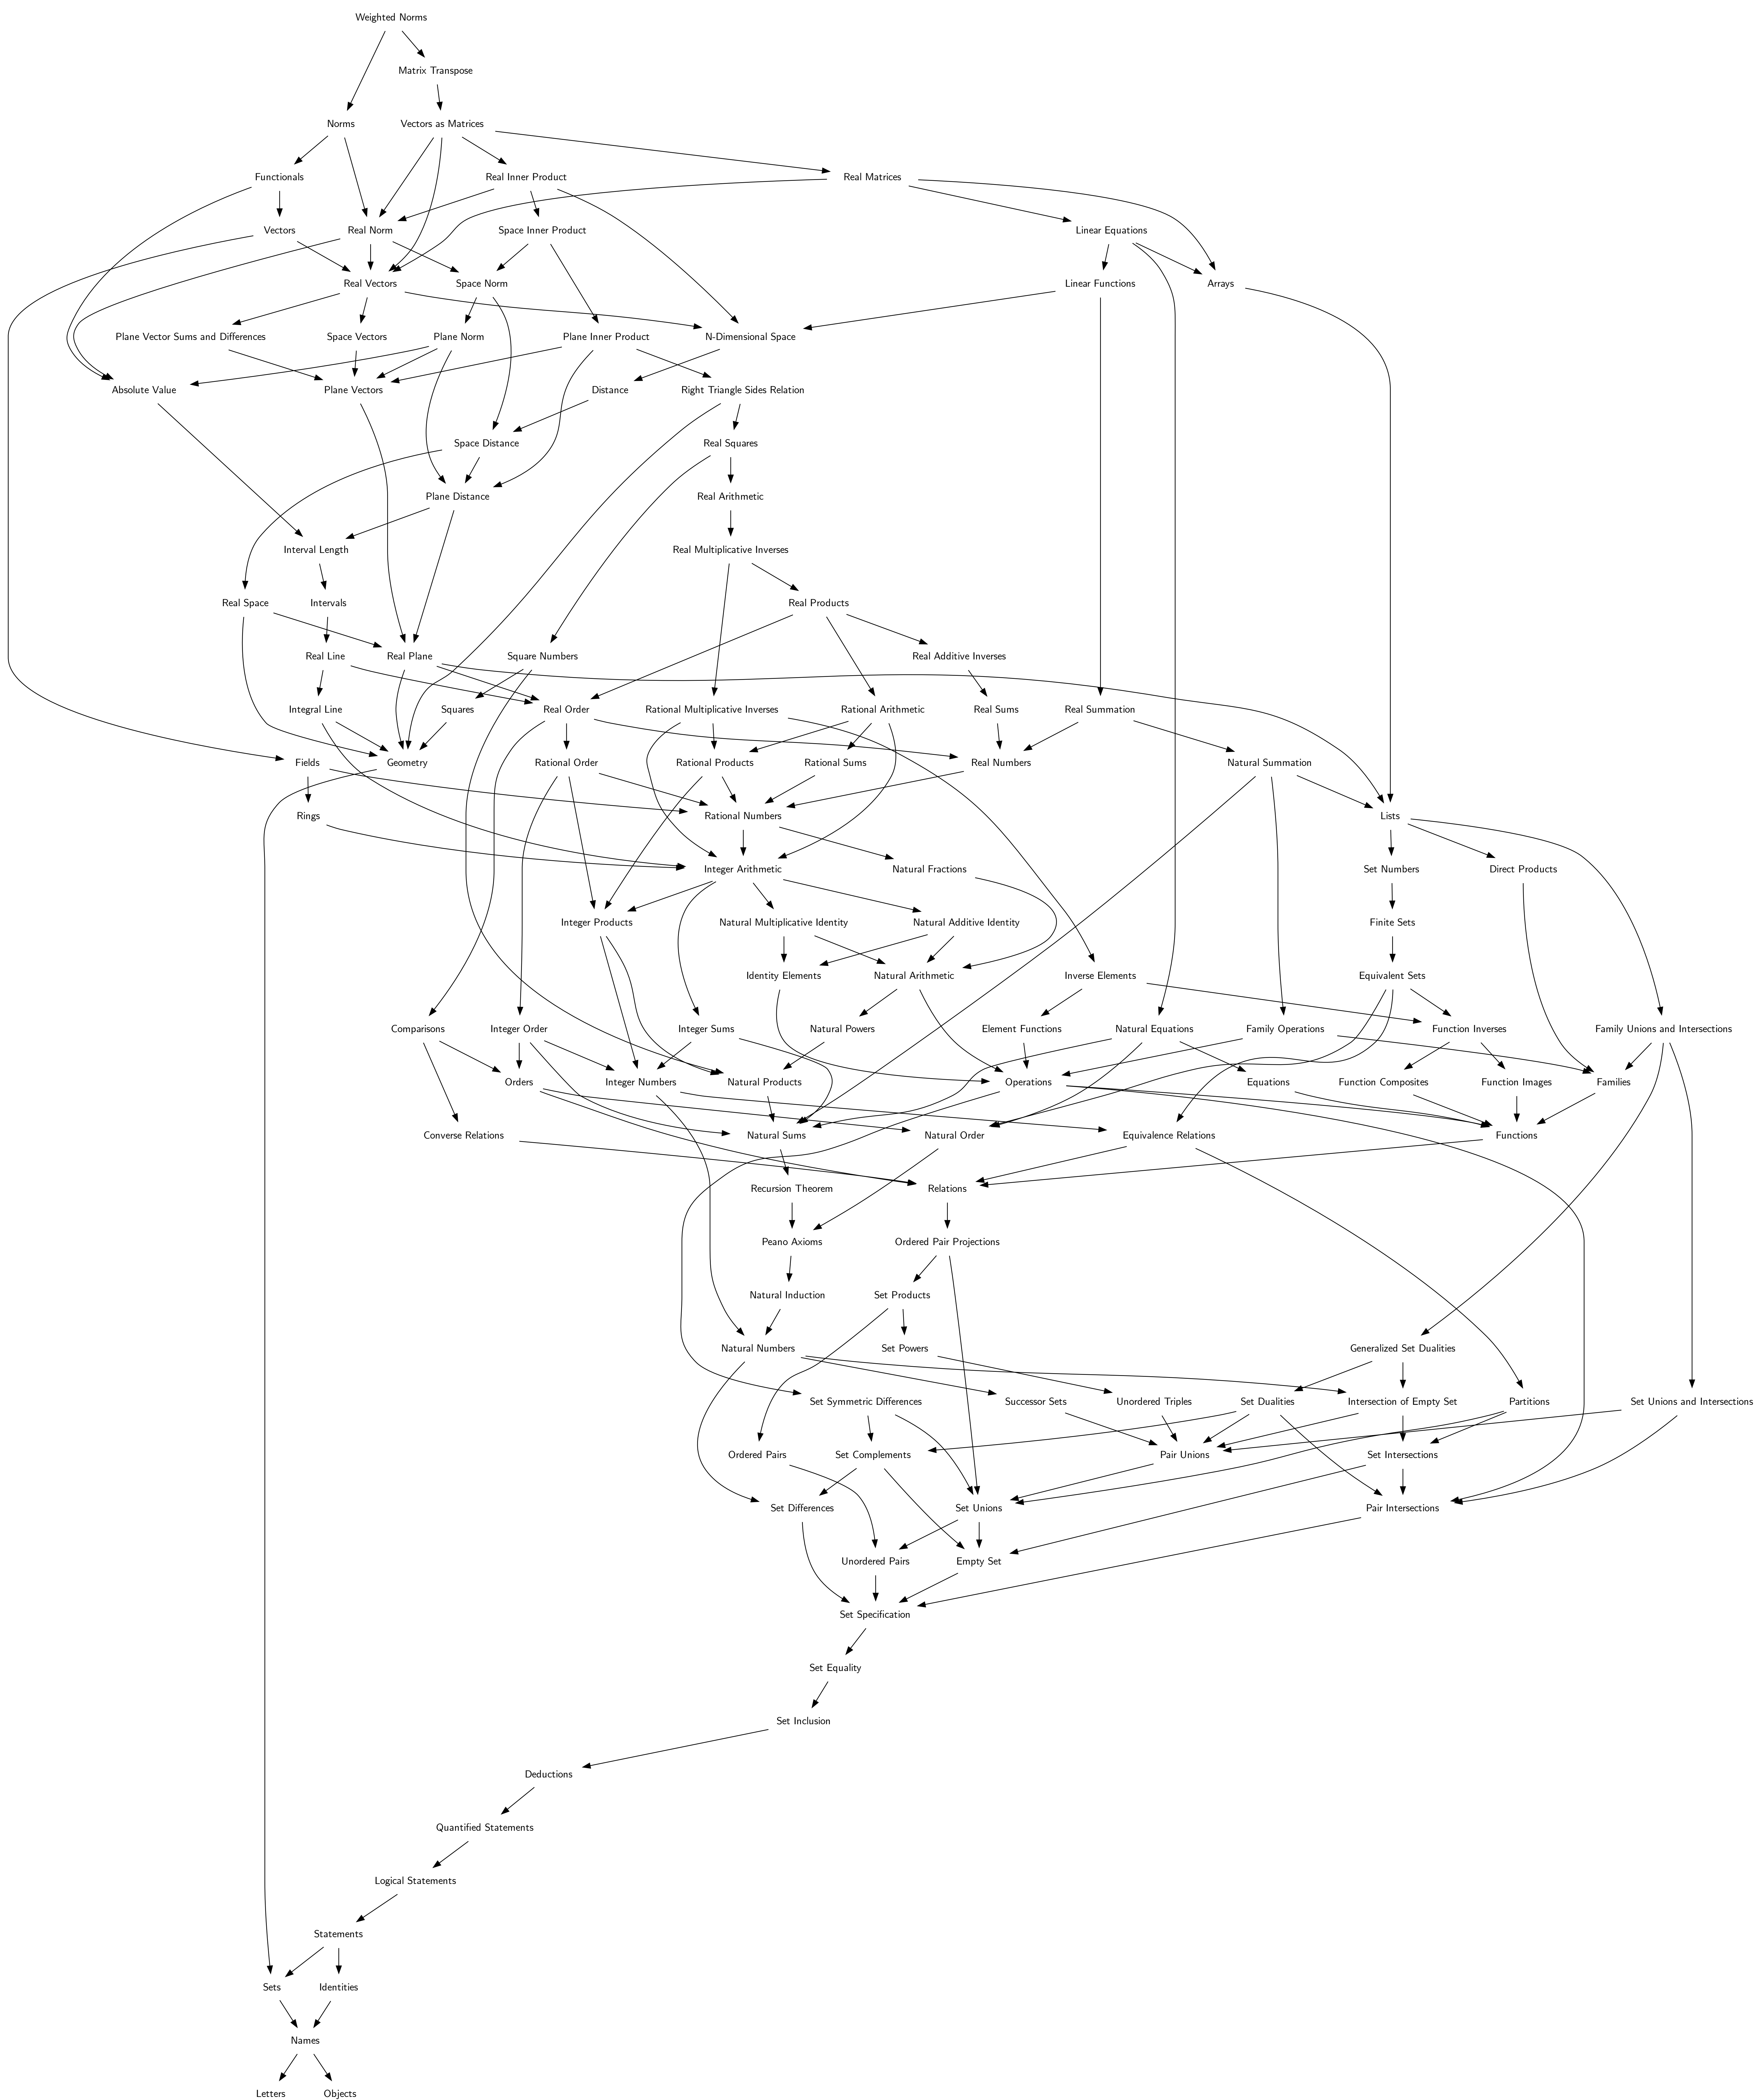 Weighted Norms
Matrix Transpose
Norms
Vectors as Matrices
Functionals
Real Inner Product
Real Matrices
Vectors
Real Norm
Space Inner Product
Linear Equations
Real Vectors
Space Norm
Linear Functions
Arrays
Plane Vector Sums and Differences
Space Vectors
Plane Norm
Plane Inner Product
N-Dimensional Space
Absolute Value
Plane Vectors
Distance
Right Triangle Sides Relation
Space Distance
Real Squares
Plane Distance
Real Arithmetic
Interval Length
Real Multiplicative Inverses
Real Space
Intervals
Real Products
Real Line
Real Plane
Square Numbers
Real Additive Inverses
Integral Line
Squares
Real Order
Rational Multiplicative Inverses
Rational Arithmetic
Real Sums
Real Summation
Fields
Geometry
Rational Order
Rational Products
Rational Sums
Real Numbers
Natural Summation
Rings
Rational Numbers
Lists
Integer Arithmetic
Natural Fractions
Set Numbers
Direct Products
Integer Products
Natural Multiplicative Identity
Natural Additive Identity
Finite Sets
Identity Elements
Natural Arithmetic
Inverse Elements
Equivalent Sets
Comparisons
Integer Order
Integer Sums
Natural Powers
Element Functions
Natural Equations
Family Operations
Function Inverses
Family Unions and Intersections
Orders
Integer Numbers
Natural Products
Operations
Equations
Function Composites
Function Images
Families
Converse Relations
Natural Sums
Natural Order
Equivalence Relations
Functions
Recursion Theorem
Relations
Peano Axioms
Ordered Pair Projections
Natural Induction
Set Products
Natural Numbers
Set Powers
Generalized Set Dualities
Set Symmetric Differences
Successor Sets
Unordered Triples
Set Dualities
Intersection of Empty Set
Partitions
Set Unions and Intersections
Ordered Pairs
Set Complements
Pair Unions
Set Intersections
Set Differences
Set Unions
Pair Intersections
Unordered Pairs
Empty Set
Set Specification
Set Equality
Set Inclusion
Deductions
Quantified Statements
Logical Statements
Statements
Sets
Identities
Names
Letters
Objects